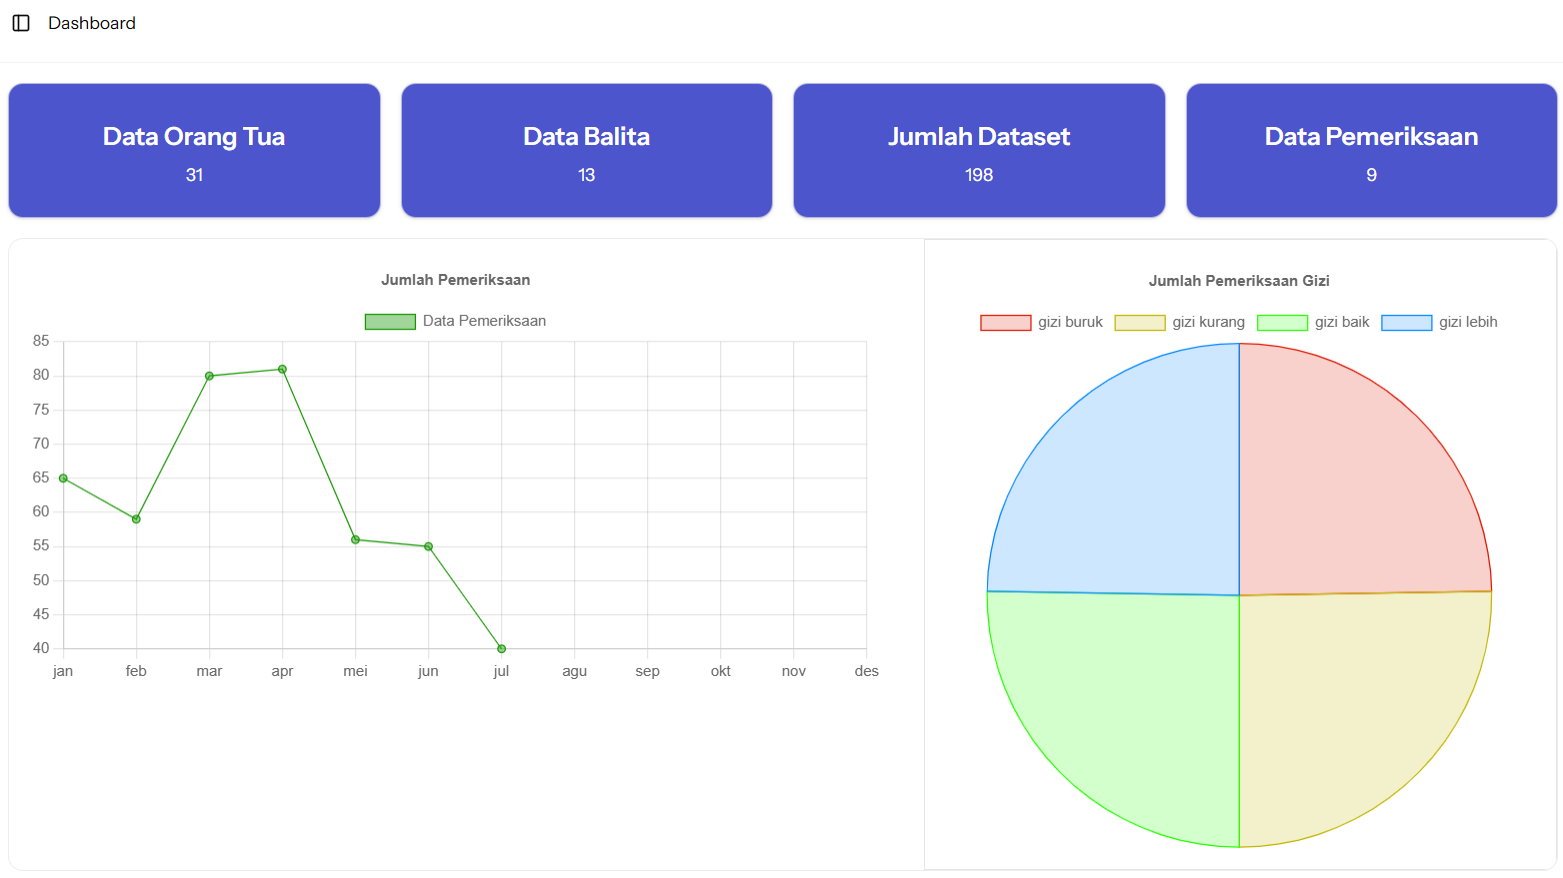 Dashboard
Data Orang Tua
31
Data Balita
13
Jumlah Dataset
198
Data Pemeriksaan
9
Jumlah Pemeriksaan
Data Pemeriksaan
85
80
75
70
65
60
55
50
45
40
jan feb mar apr mei jun jul agu sep okt nov des
Jumlah Pemeriksaan Gizi
gizi buruk gizi kurang gizi baik gizi lebih